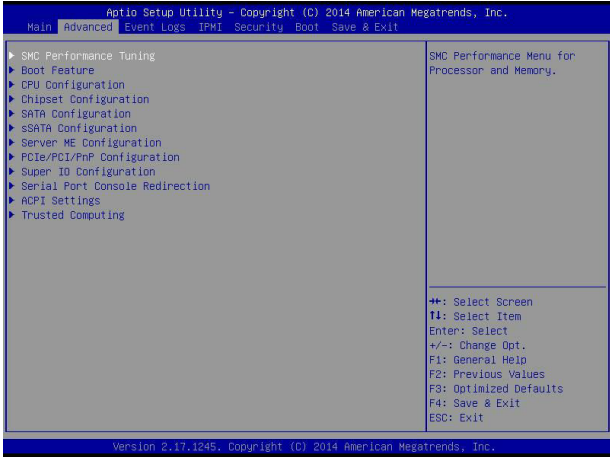 Aptio Setup Utility – Copyright (C) 2014 American Megatrends, Inc.
Main Advanced Event Logs IPMI Security Boot Save & Exit
▶ SMC Performance Tuning
▶ Boot Feature
▶ CPU Configuration
▶ Chipset Configuration
▶ SATA Configuration
▶ sSATA Configuration
▶ Server ME Configuration
▶ PCIe/PCI/PnP Configuration
▶ Super IO Configuration
▶ Serial Port Console Redirection
▶ ACPI Settings
▶ Trusted Computing
SMC Performance Menu for
Processor and Memory.
→←: Select Screen
↑↓: Select Item
Enter: Select
+/-: Change Opt.
F1: General Help
F2: Previous Values
F3: Optimized Defaults
F4: Save & Exit
ESC: Exit
Version 2.17.1245. Copyright (C) 2014 American Megatrends, Inc.